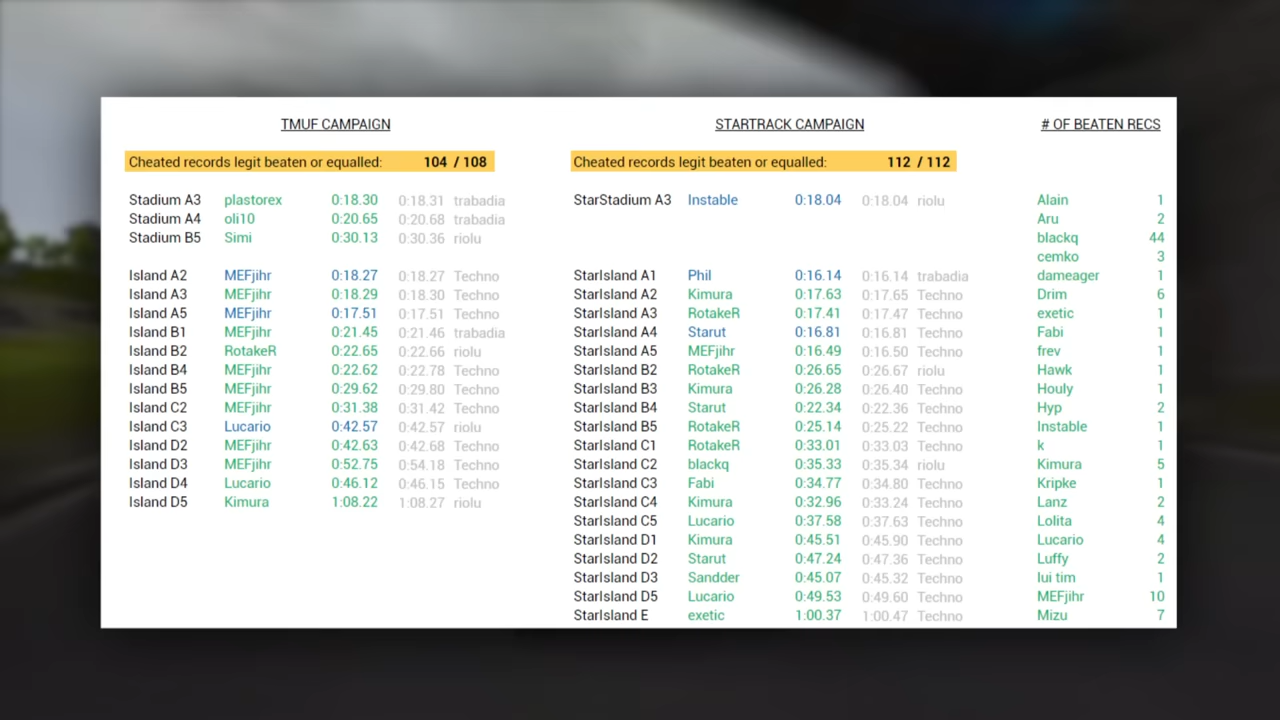 TMUF CAMPAIGN STARTRACK CAMPAIGN # OF BEATEN RECS
Cheated records legit beaten or equalled: 104 / 108 Cheated records legit beaten or equalled: 112 / 112
Stadium A3 plastorex 0:18.30 0:18.31 trabadia StarStadium A3 Instable 0:18.04 0:18.04 riolu Alain 1
Stadium A4 oli10 0:20.65 0:20.68 trabadia Aru 2
Stadium B5 Simi 0:30.13 0:30.36 riolu blackq 44
cemko 3
Island A2 MEFjihr 0:18.27 0:18.27 Techno StarIsland A1 Phil 0:16.14 0:16.14 trabadia dameager 1
Island A3 MEFjihr 0:18.29 0:18.30 Techno StarIsland A2 Kimura 0:17.63 0:17.65 Techno Drim 6
Island A5 MEFjihr 0:17.51 0:17.51 Techno StarIsland A3 RotakeR 0:17.41 0:17.47 Techno exetic 1
Island B1 MEFjihr 0:21.45 0:21.46 trabadia StarIsland A4 Starut 0:16.81 0:16.81 Techno Fabi 1
Island B2 RotakeR 0:22.65 0:22.66 riolu StarIsland A5 MEFjihr 0:16.49 0:16.50 Techno frev 1
Island B4 MEFjihr 0:22.62 0:22.78 Techno StarIsland B2 RotakeR 0:26.65 0:26.67 riolu Hawk 1
Island B5 MEFjihr 0:29.62 0:29.80 Techno StarIsland B3 Kimura 0:26.28 0:26.40 Techno Houly 1
Island C2 MEFjihr 0:31.38 0:31.42 Techno StarIsland B4 Starut 0:22.34 0:22.36 Techno Hyp 2
Island C3 Lucario 0:42.57 0:42.57 riolu StarIsland B5 RotakeR 0:25.14 0:25.22 Techno Instable 1
Island D2 MEFjihr 0:42.63 0:42.68 Techno StarIsland C1 RotakeR 0:33.01 0:33.03 Techno k 1
Island D3 MEFjihr 0:52.75 0:54.18 Techno StarIsland C2 blackq 0:35.33 0:35.34 riolu Kimura 5
Island D4 Lucario 0:46.12 0:46.15 Techno StarIsland C3 Fabi 0:34.77 0:34.80 Techno Kripke 1
Island D5 Kimura 1:08.22 1:08.27 riolu StarIsland C4 Kimura 0:32.96 0:33.24 Techno Lanz 2
StarIsland C5 Lucario 0:37.58 0:37.63 Techno Lolita 4
StarIsland D1 Kimura 0:45.51 0:45.90 Techno Lucario 4
StarIsland D2 Starut 0:47.24 0:47.36 Techno Luffy 2
StarIsland D3 Sandder 0:45.07 0:45.32 Techno lui tim 1
StarIsland D5 Lucario 0:49.53 0:49.60 Techno MEFjihr 10
StarIsland E exetic 1:00.37 1:00.47 Techno Mizu 7